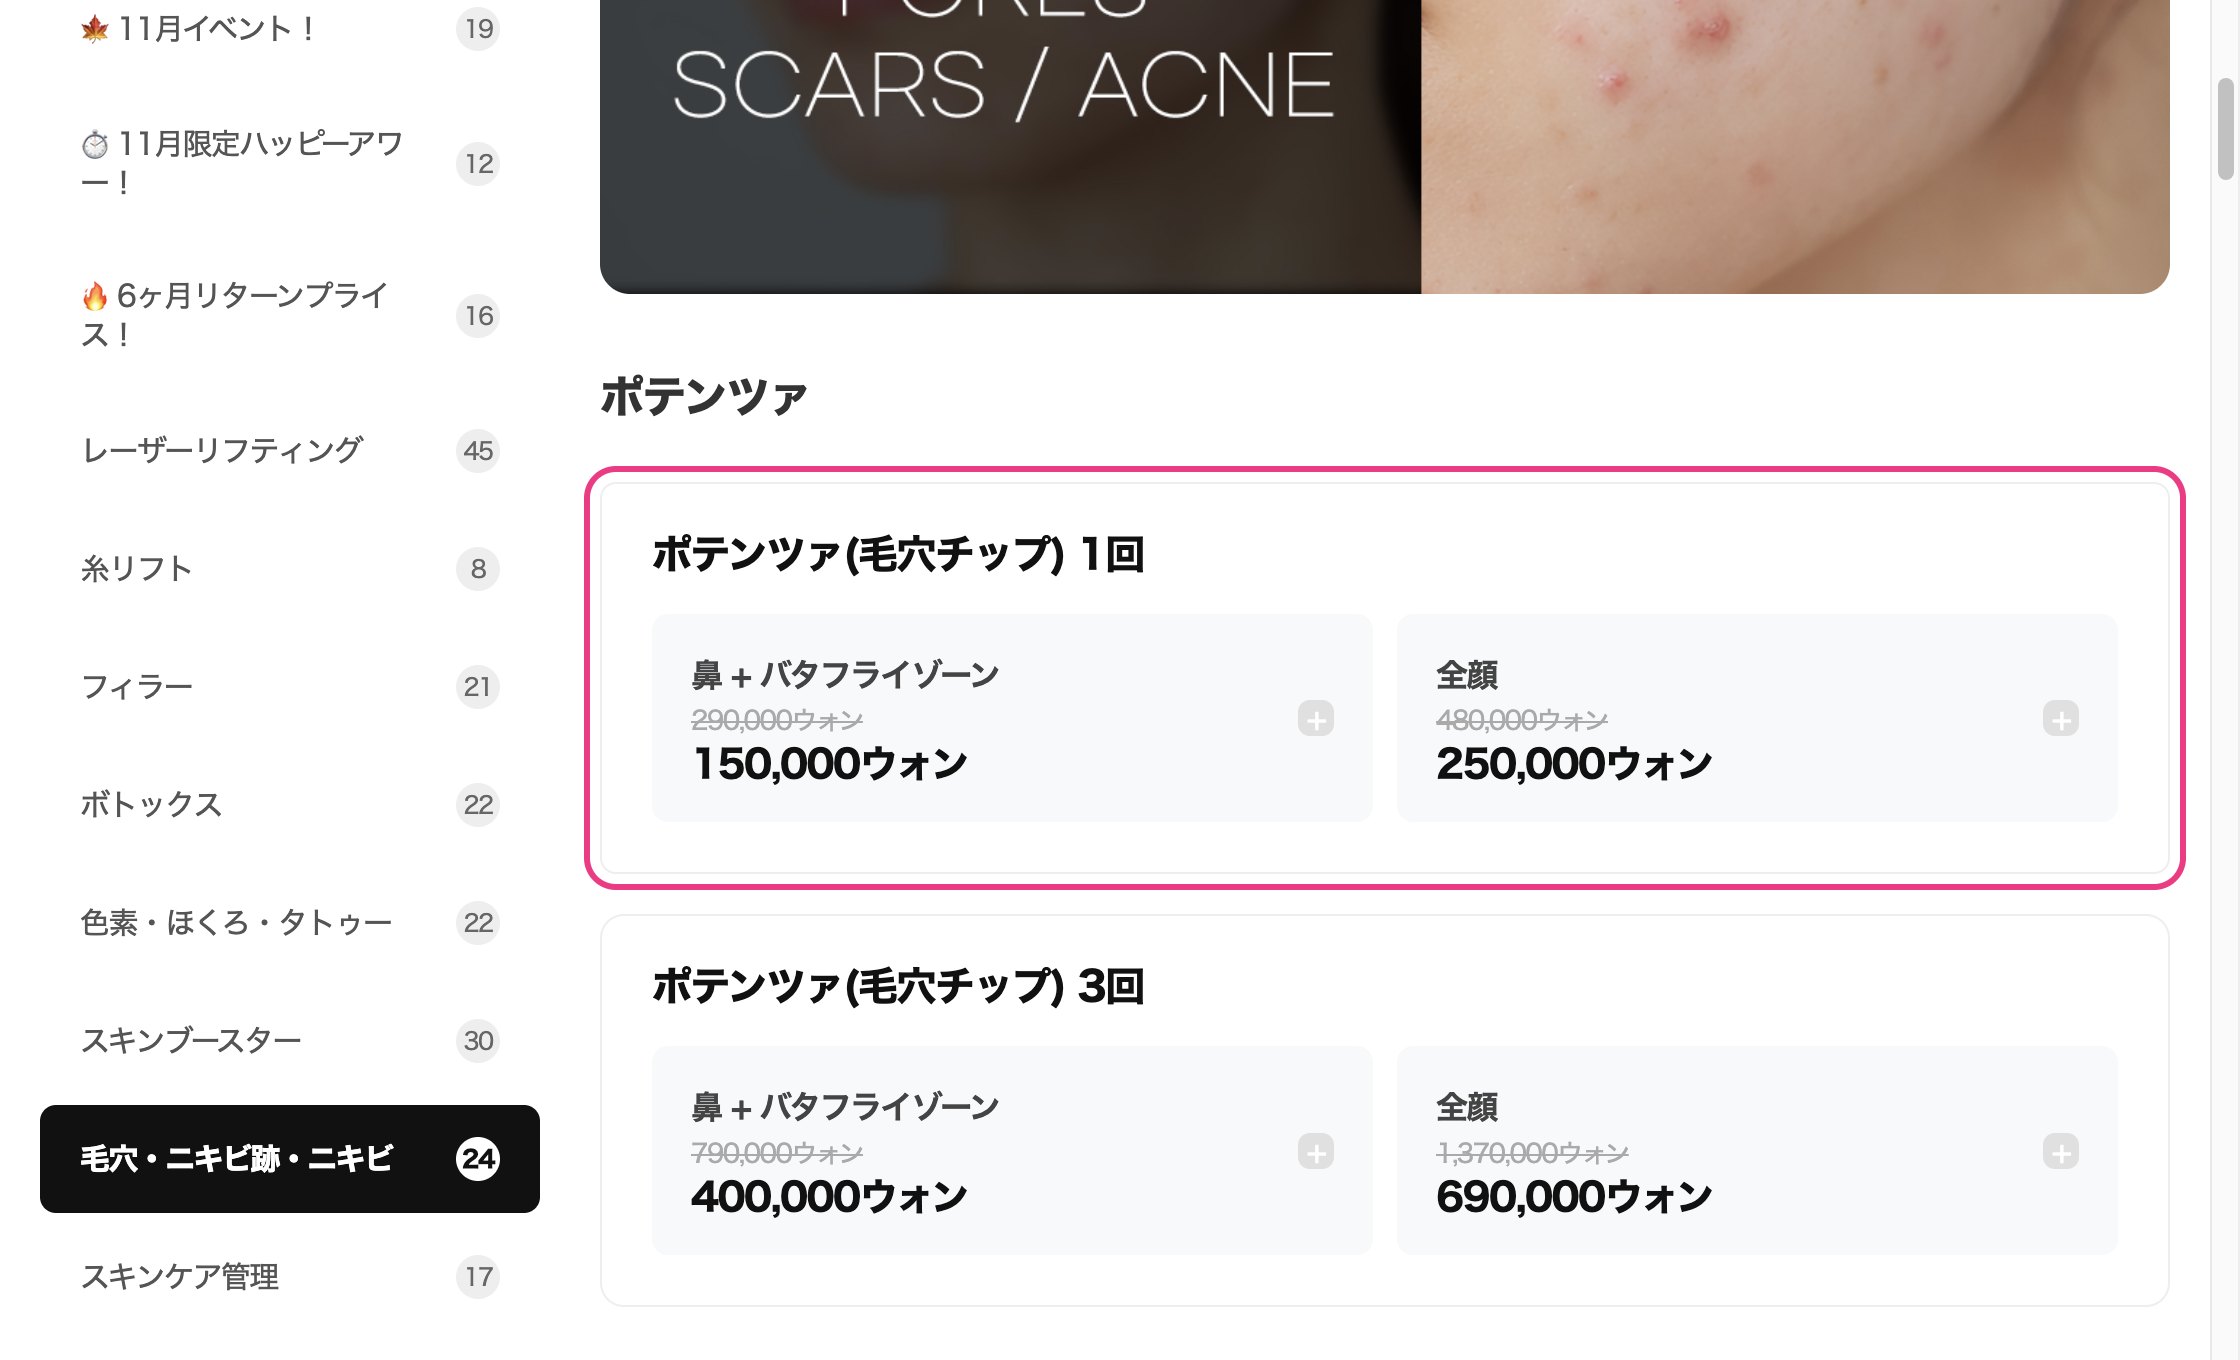 🍁 11月イベント！
19
⏱️ 11月限定ハッピーアワ
ー！
12
🔥 6ヶ月リターンプライ
ス！
16
レーザーリフティング
45
糸リフト
8
フィラー
21
ボトックス
22
色素・ほくろ・タトゥー
22
スキンブースター
30
毛穴・ニキビ跡・ニキビ
24
スキンケア管理
17
PORES
SCARS / ACNE
ポテンツァ
ポテンツァ(毛穴チップ) 1回
鼻 + バタフライゾーン
290,000ウォン
150,000ウォン
全顔
480,000ウォン
250,000ウォン
ポテンツァ(毛穴チップ) 3回
鼻 + バタフライゾーン
790,000ウォン
400,000ウォン
全顔
1,370,000ウォン
690,000ウォン